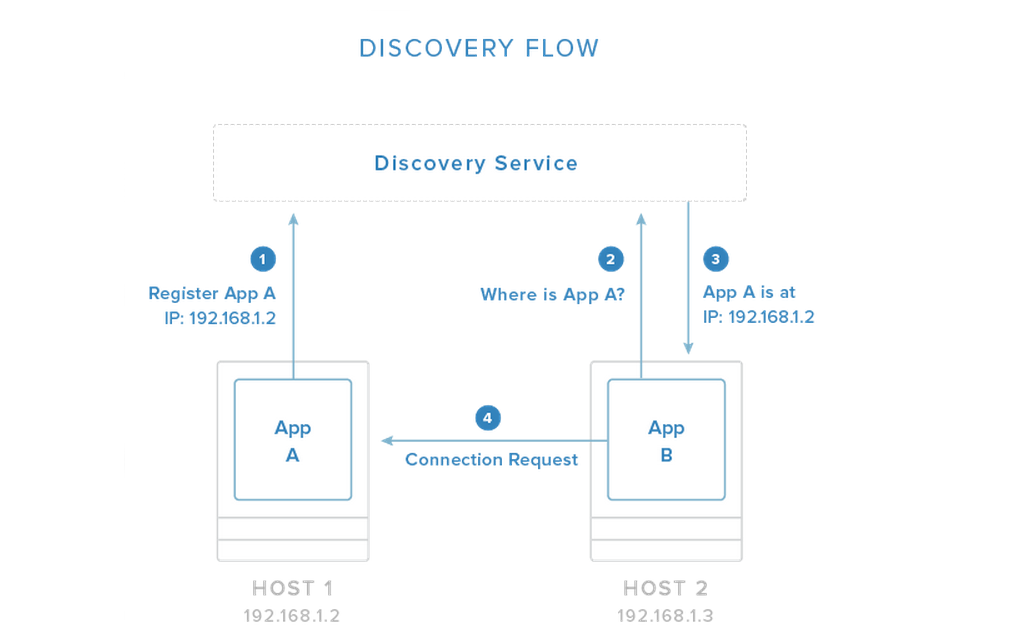 DISCOVERY FLOW
Discovery Service
1
Register App A
IP: 192.168.1.2
2
Where is App A?
3
App A is at
IP: 192.168.1.2
App
A
4
Connection Request
App
B
HOST 1
192.168.1.2
HOST 2
192.168.1.3